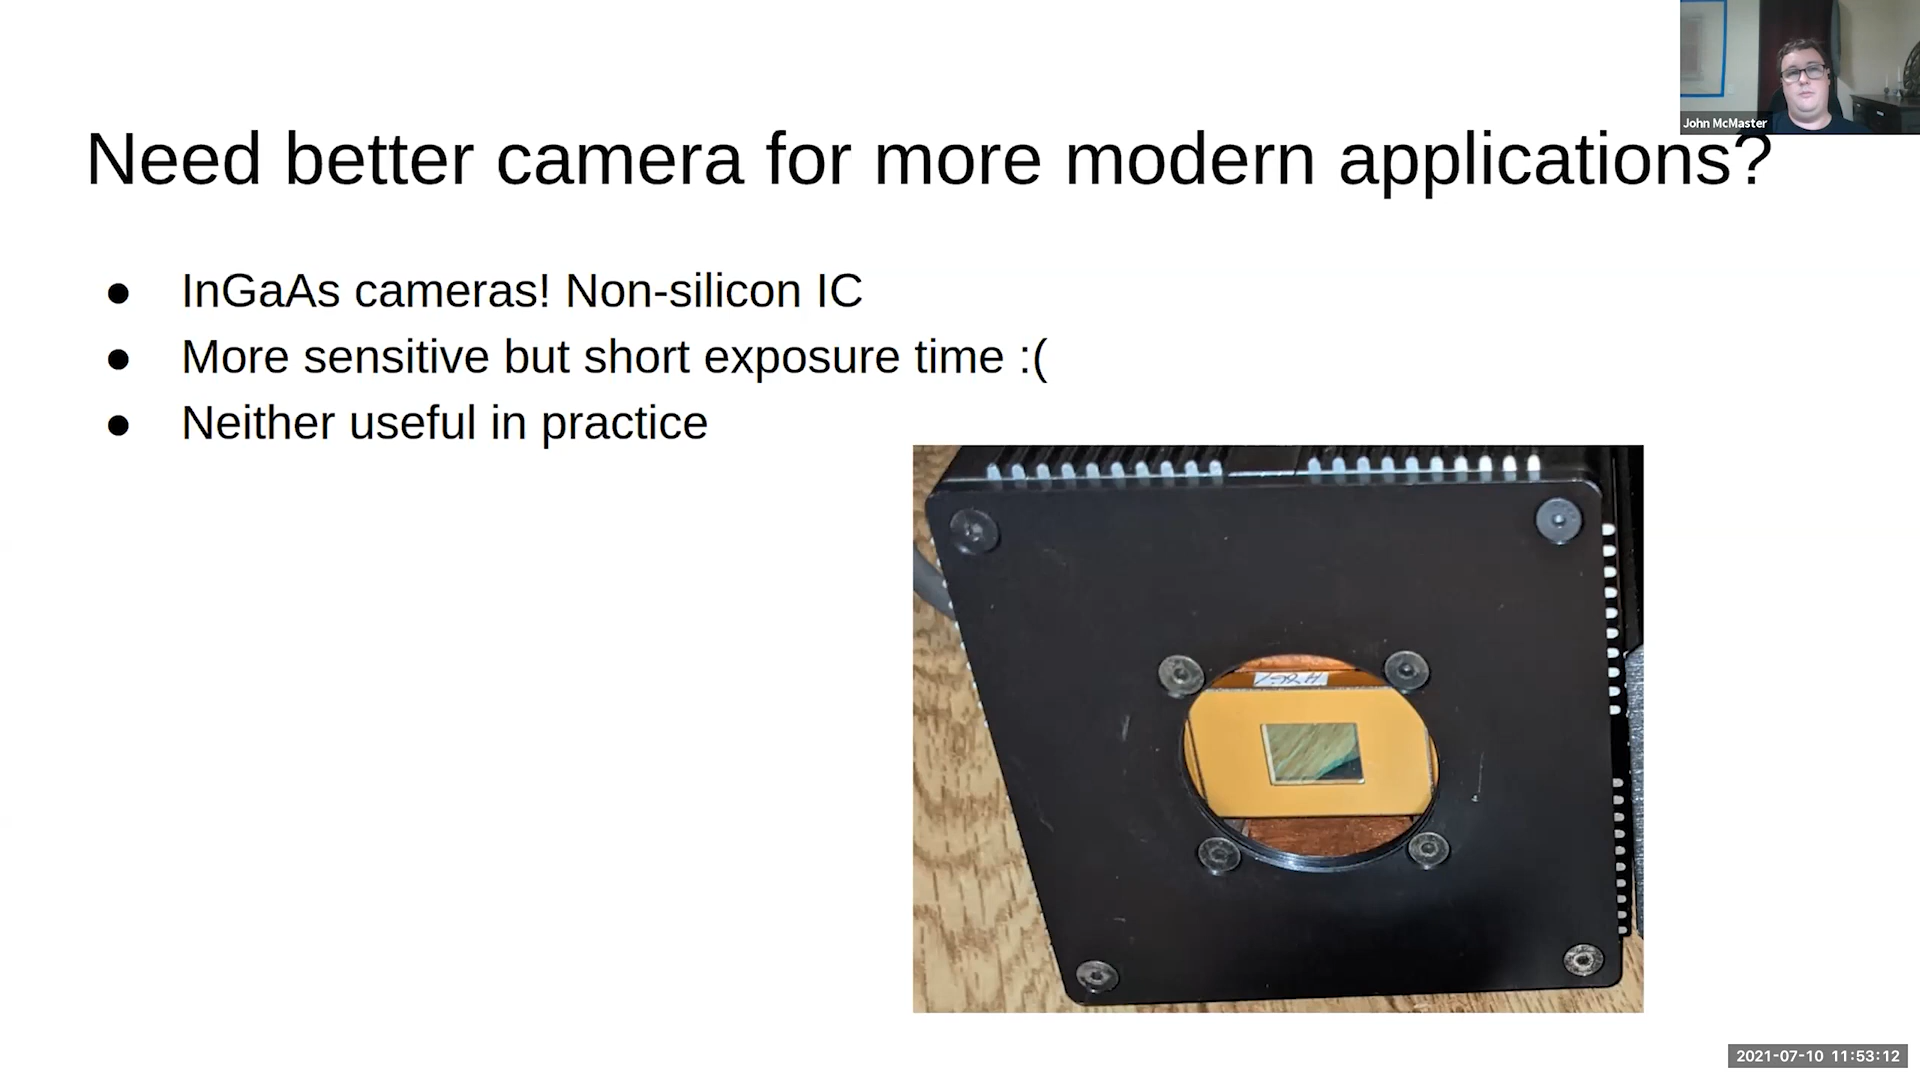 John McMaster
Need better camera for more modern applications?
● InGaAs cameras! Non-silicon IC
● More sensitive but short exposure time :(
● Neither useful in practice
2021-07-10 11:53:12